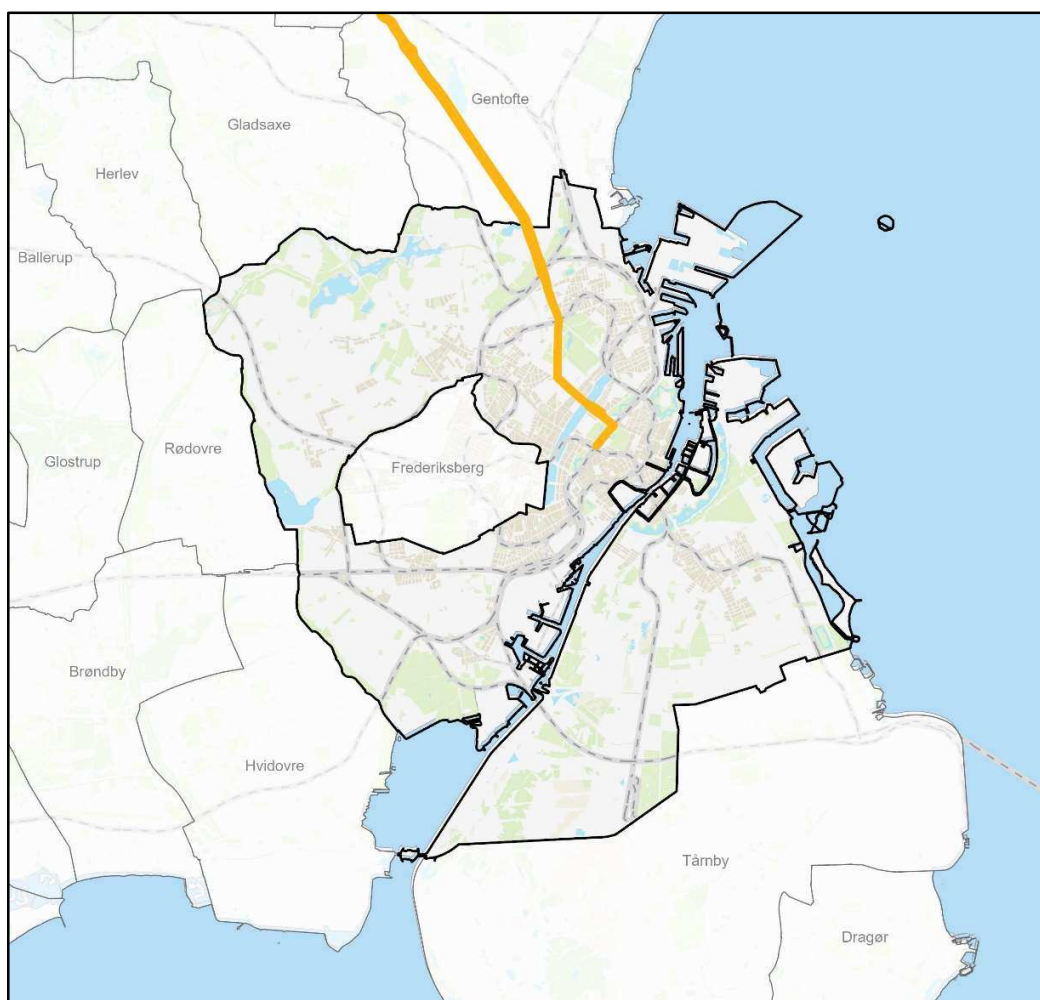 Gentofte
Gladsaxe
Herlev
Ballerup
Rødovre
Glostrup
Frederiksberg
Brøndby
Hvidovre
Tårnby
Dragør